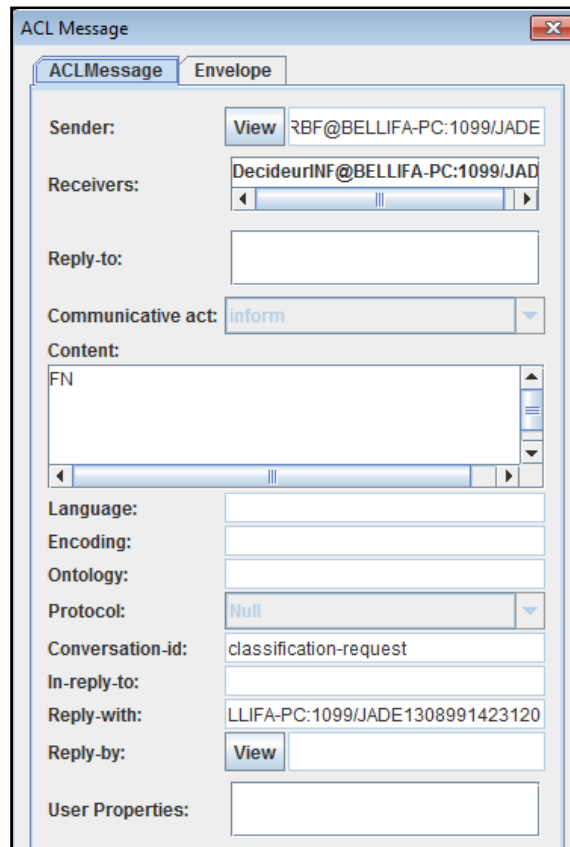 ACL Message
ACLMessage Envelope
Sender: View RBF@BELLIFA-PC:1099/JADE
Receivers: DecideurINF@BELLIFA-PC:1099/JAD
Reply-to:
Communicative act: inform
Content:
FN
Language:
Encoding:
Ontology:
Protocol: Null
Conversation-id: classification-request
In-reply-to:
Reply-with: LLIFA-PC:1099/JADE1308991423120
Reply-by: View
User Properties: